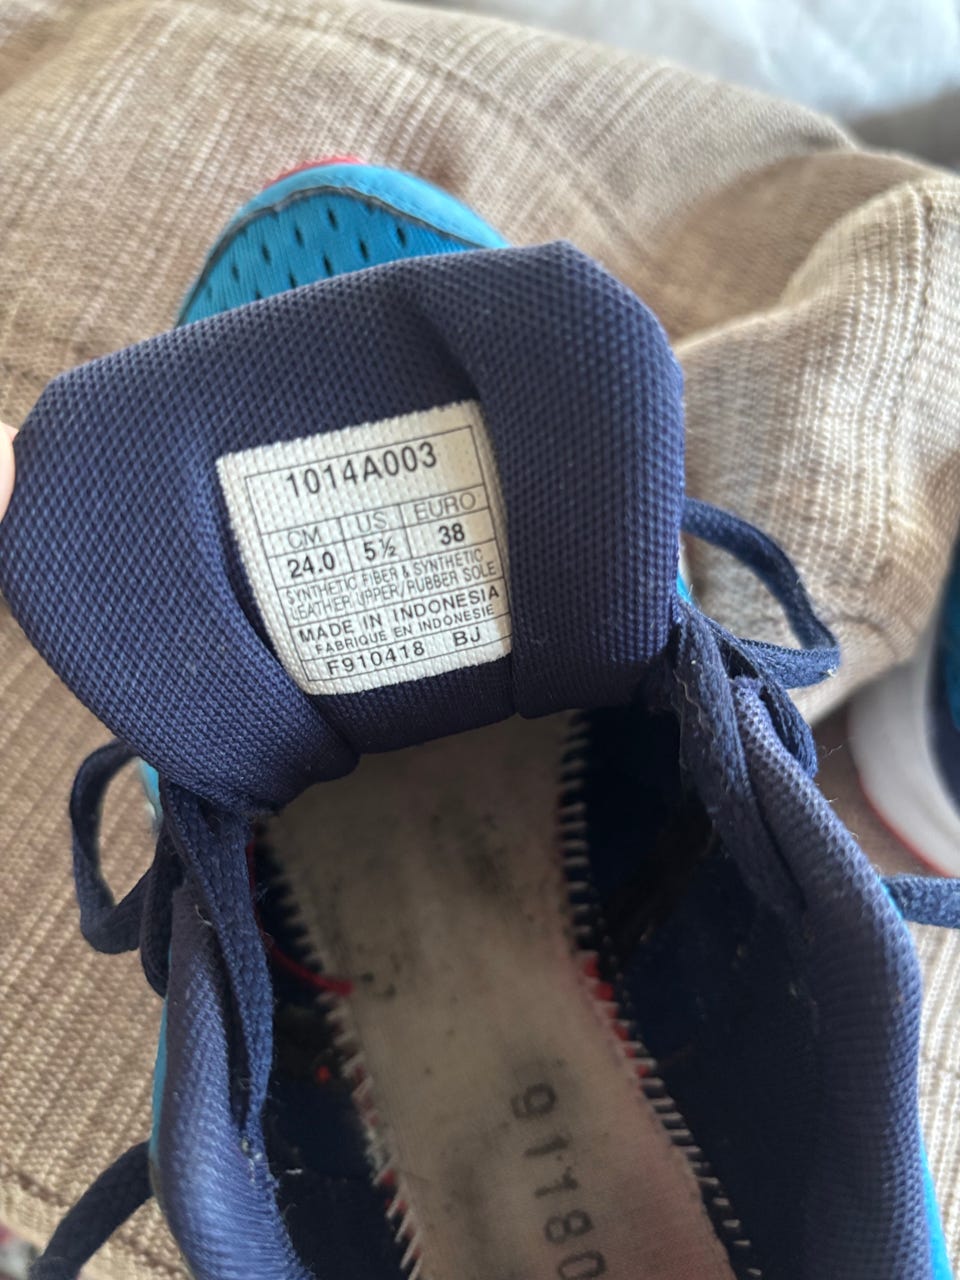 1014A003
CM US EURO
24.0 5½ 38
SYNTHETIC FIBER & SYNTHETIC
LEATHER UPPER/RUBBER SOLE
MADE IN INDONESIA
FABRIQUE EN INDONESIE
F910418 BJ
91180